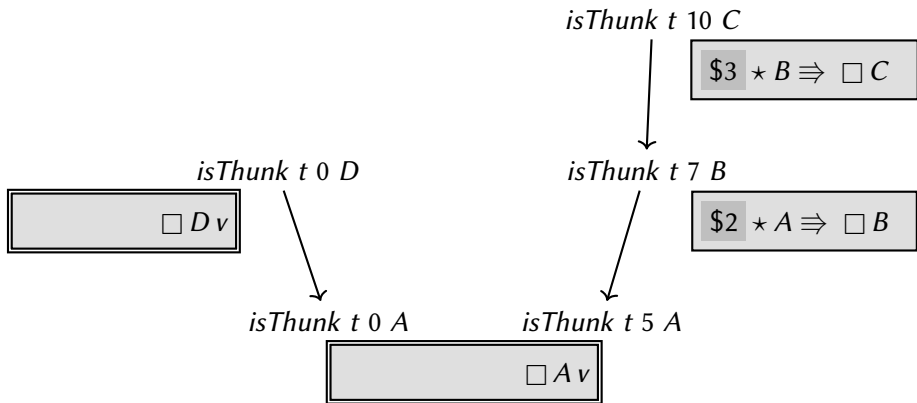 isThunk t 10 C
$3 ⋆ B ⇛ □ C
isThunk t 0 D
isThunk t 7 B
□ D v
$2 ⋆ A ⇛ □ B
isThunk t 0 A
isThunk t 5 A
□ A v